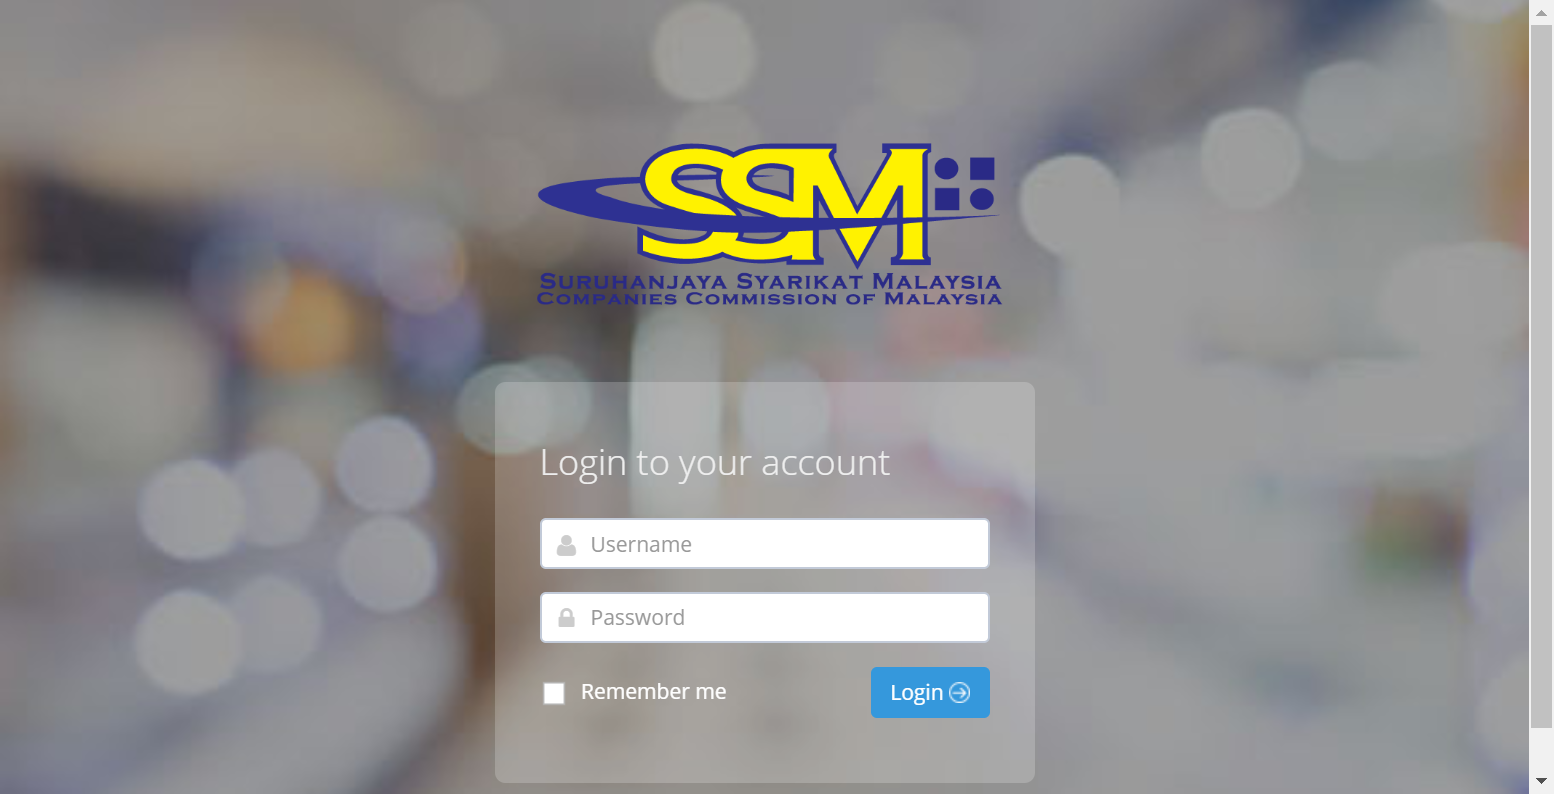 SSM
SURUHANJAYA SYARIKAT MALAYSIA
COMPANIES COMMISSION OF MALAYSIA
Login to your account
Username
Password
Remember me
Login